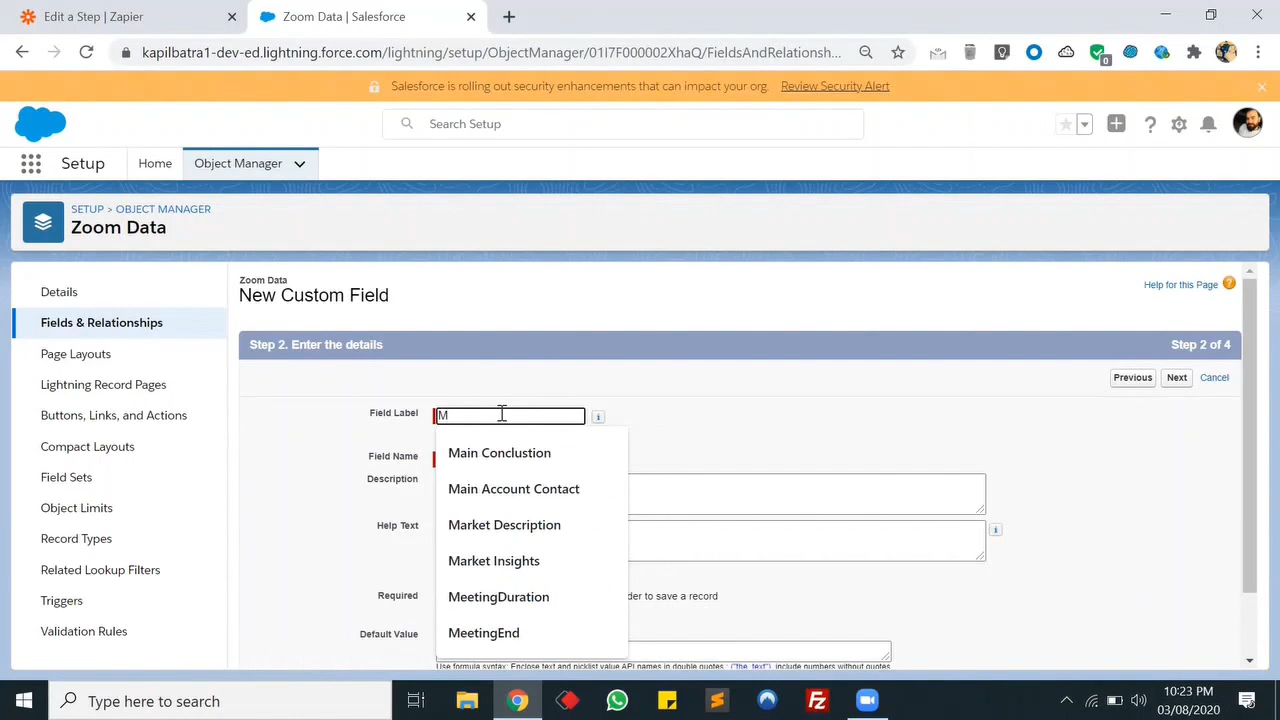 Edit a Step | Zapier
Zoom Data | Salesforce
kapilbatra1-dev-ed.lightning.force.com/lightning/setup/ObjectManager/01I7F000002XhaQ/FieldsAndRelationsh...
0
Salesforce is rolling out security enhancements that can impact your org. Review Security Alert
Search Setup
Setup
Home
Object Manager
SETUP > OBJECT MANAGER
Zoom Data
Details
Fields & Relationships
Page Layouts
Lightning Record Pages
Buttons, Links, and Actions
Compact Layouts
Field Sets
Object Limits
Record Types
Related Lookup Filters
Triggers
Validation Rules
Zoom Data
New Custom Field
Help for this Page
Step 2. Enter the details
Step 2 of 4
Previous
Next
Cancel
Field Label
M
Field Name
Description
Help Text
Required
der to save a record
Default Value
Main Conclustion
Main Account Contact
Market Description
Market Insights
MeetingDuration
MeetingEnd
Use formula syntax: Enclose text and picklist value API names in double quotes : ("the_text"), include numbers without quotes
Type here to search
10:23 PM
03/08/2020